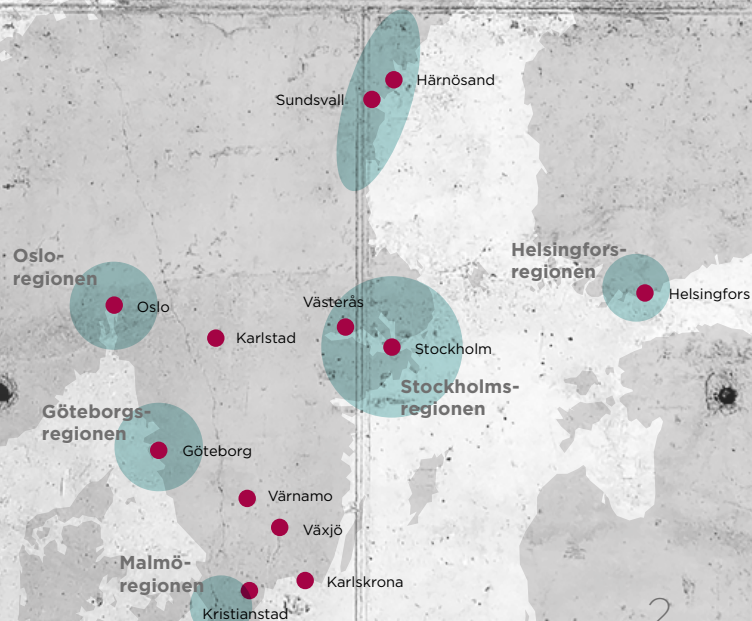 Härnösand
Sundsvall
Helsingfors-
regionen
Oslo-
regionen
Helsingfors
Västerås
Oslo
Karlstad
Stockholm
Stockholms-
regionen
Göteborgs-
regionen
Göteborg
Värnamo
Växjö
Malmö-
regionen
Karlskrona
Kristianstad
2